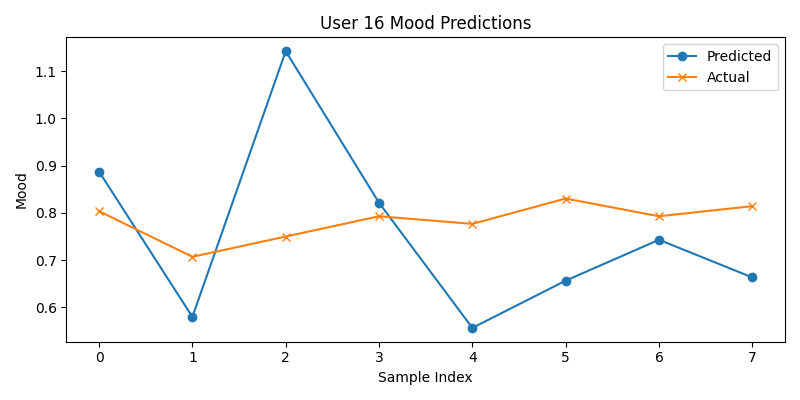 User 16 Mood Predictions
Predicted
Actual
Mood
1.1
1.0
0.9
0.8
0.7
0.6
0 1 2 3 4 5 6 7
Sample Index